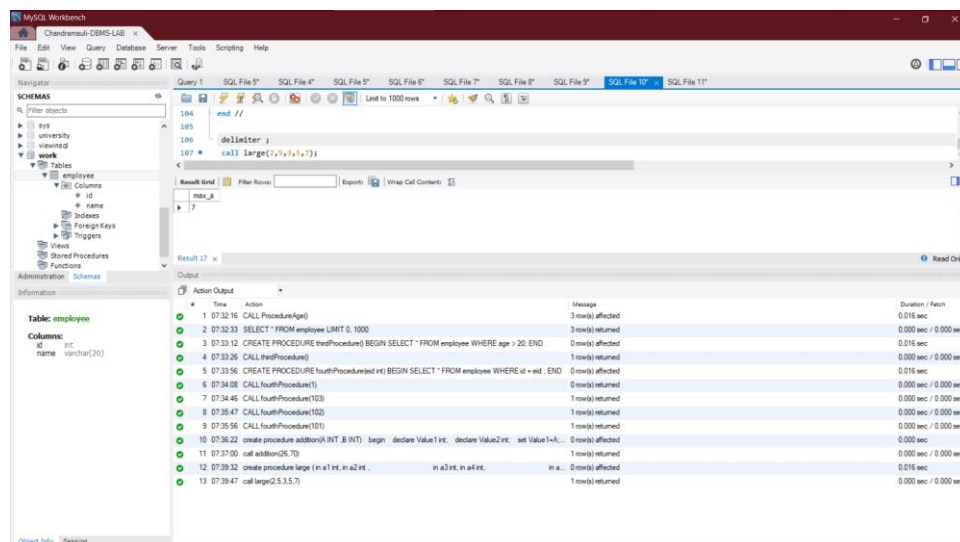 MySQL Workbench
Chandramauli-DBMS-LAB ×
File Edit View Query Database Server Tools Scripting Help
Navigator
SCHEMAS
Filter objects
sys
university
viewinsql
work
Tables
employee
Columns
id
name
Indexes
Foreign Keys
Triggers
Views
Stored Procedures
Functions
Administration Schemas
Information
Table: employee
Columns:
id int
name varchar(20)
Object Info Session
Query 1 SQL File 5* SQL File 4* SQL File 5* SQL File 6* SQL File 7* SQL File 8* SQL File 9* SQL File 10* × SQL File 11*
Limit to 1000 rows
104 end //
105
106 delimiter ;
107 call large(2,5,3,5,7);
Result Grid Filter Rows: Export: Wrap Cell Content:
max_a
7
Result 17 ×
Read Onl
Output
Action Output
# Time Action Message Duration / Fetch
1 07:32:16 CALL ProcedureAge() 3 row(s) affected 0.016 sec
2 07:32:33 SELECT * FROM employee LIMIT 0, 1000 3 row(s) returned 0.000 sec / 0.000 se
3 07:33:12 CREATE PROCEDURE thirdProcedure() BEGIN SELECT * FROM employee WHERE age > 20; END 0 row(s) affected 0.016 sec
4 07:33:26 CALL thirdProcedure() 1 row(s) returned 0.000 sec / 0.000 se
5 07:33:56 CREATE PROCEDURE fourthProcedure(eid int) BEGIN SELECT * FROM employee WHERE id = eid ; END 0 row(s) affected 0.016 sec
6 07:34:08 CALL fourthProcedure(1) 0 row(s) returned 0.000 sec / 0.000 se
7 07:34:46 CALL fourthProcedure(103) 1 row(s) returned 0.000 sec / 0.000 se
8 07:35:47 CALL fourthProcedure(102) 1 row(s) returned 0.000 sec / 0.000 se
9 07:35:56 CALL fourthProcedure(101) 1 row(s) returned 0.000 sec / 0.000 se
10 07:36:22 create procedure addition(A INT ,B INT) begin declare Value1 int; declare Value2 int; set Value1=A;... 0 row(s) affected 0.000 sec
11 07:37:00 call addition(26,70) 1 row(s) returned 0.000 sec / 0.000 se
12 07:39:32 create procedure large ( in a1 int, in a2 int , in a3 int, in a4 int, in a... 0 row(s) affected 0.016 sec
13 07:39:47 call large(2,5,3,5,7) 1 row(s) returned 0.000 sec / 0.000 se